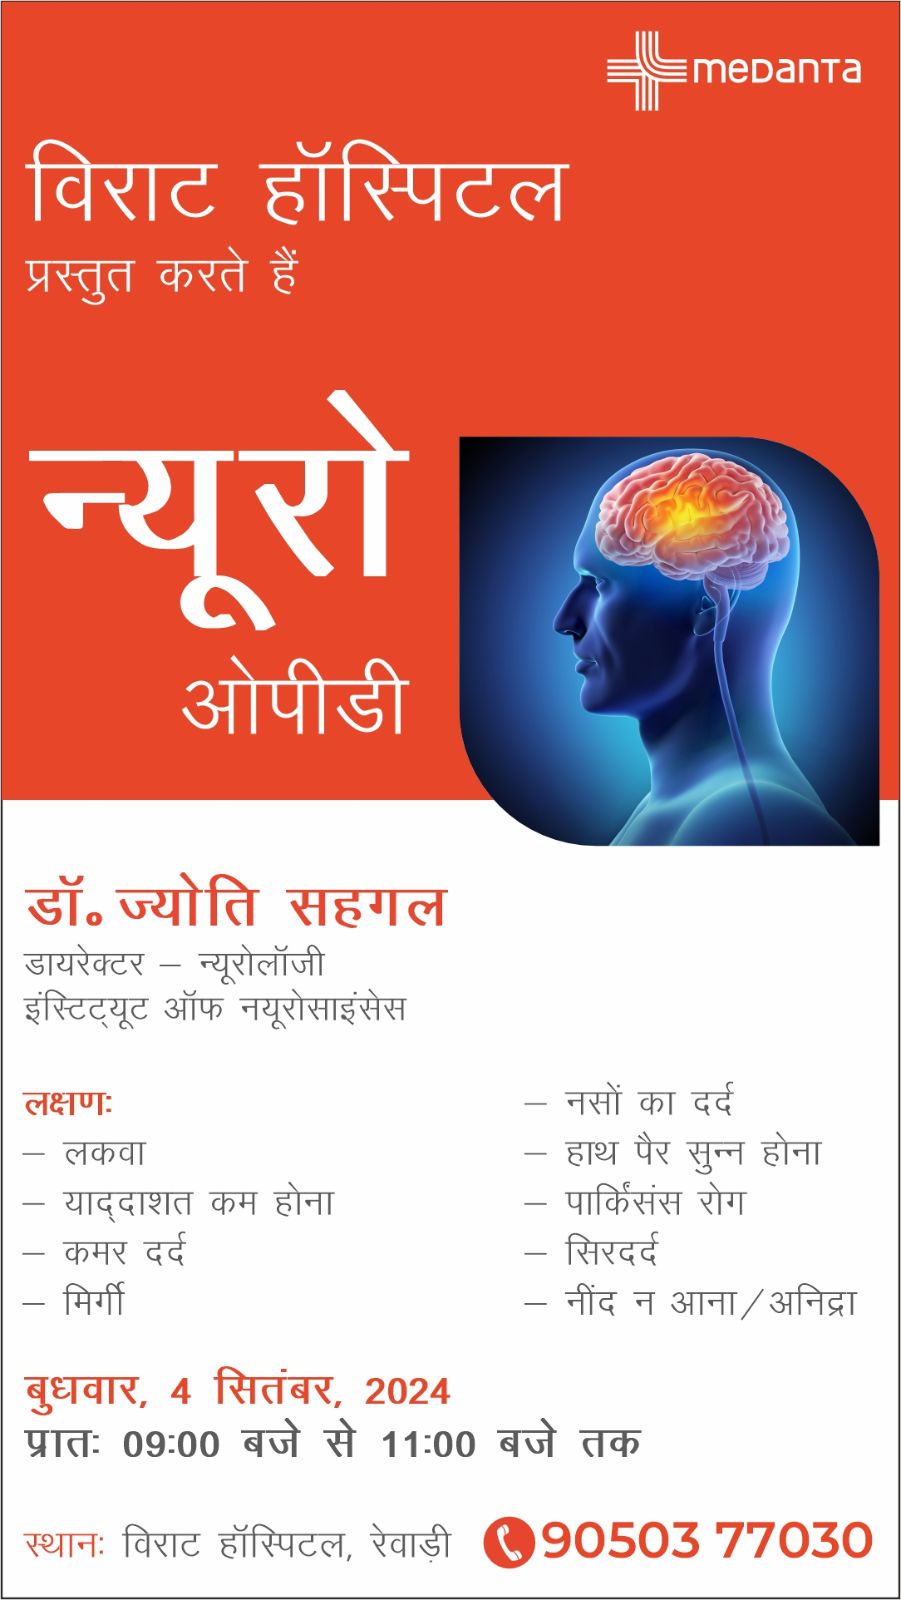 medanta
विराट हॉस्पिटल
प्रस्तुत करते हैं
न्यूरो
ओपीडी
डॉ॰ ज्योति सहगल
डायरेक्टर – न्यूरोलॉजी
इंस्टिट्यूट ऑफ नयूरोसाइंसेस
लक्षण:
– लकवा
– याद्दाशत कम होना
– कमर दर्द
– मिर्गी
– नसों का दर्द
– हाथ पैर सुन्न होना
– पार्किंसंस रोग
– सिरदर्द
– नींद न आना/अनिद्रा
बुधवार, 4 सितंबर, 2024
प्रात: 09:00 बजे से 11:00 बजे तक
स्थान: विराट हॉस्पिटल, रेवाड़ी 90503 77030